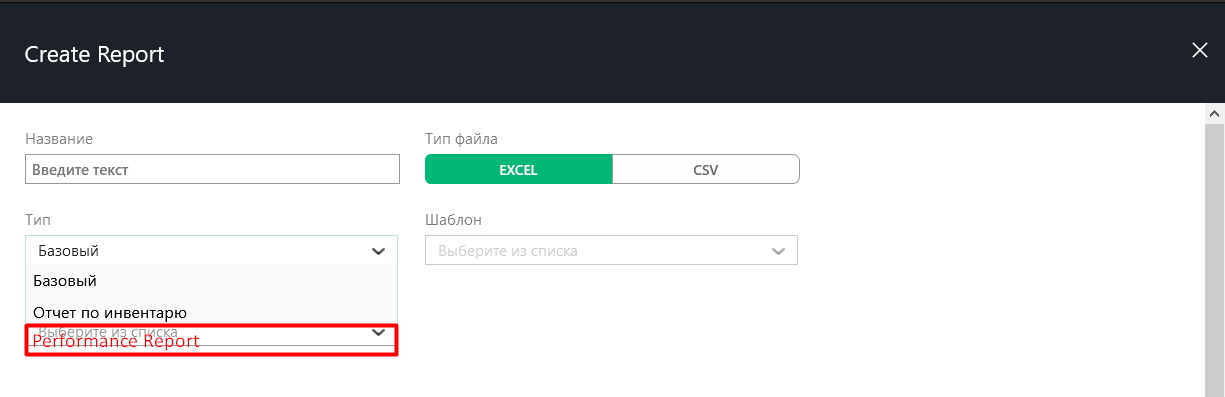 Create Report
Название
Тип файла
Введите текст
EXCEL
CSV
Тип
Шаблон
Базовый
Выберите из списка
Базовый
Отчет по инвентарю
Выберите из списка
Performance Report